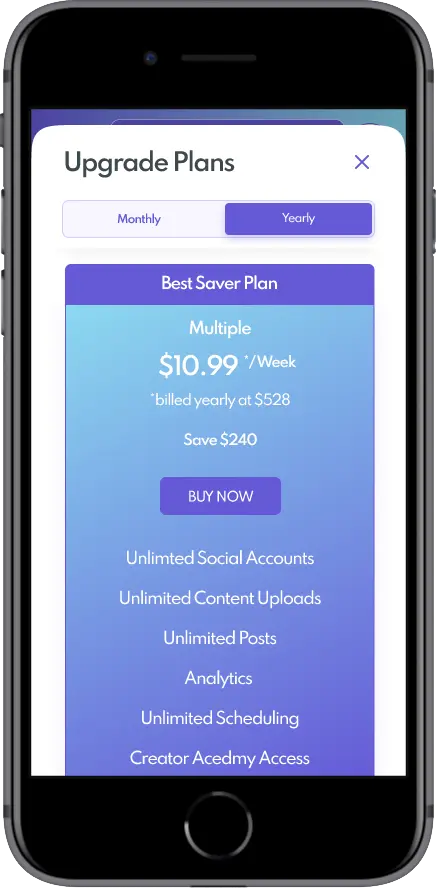 Upgrade Plans
Monthly
Yearly
Best Saver Plan
Multiple
$10.99 */Week
*billed yearly at $528
Save $240
BUY NOW
Unlimted Social Accounts
Unlimited Content Uploads
Unlimited Posts
Analytics
Unlimited Scheduling
Creator Acedmy Access